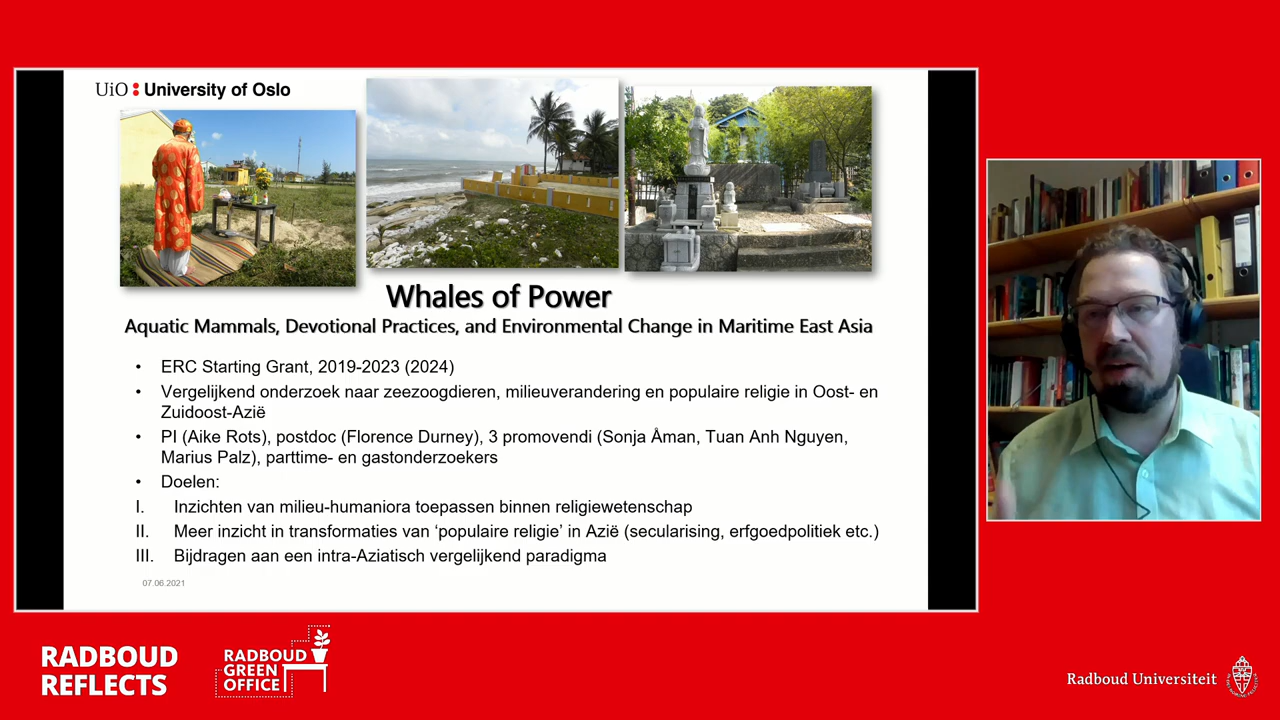 UiO : University of Oslo
Whales of Power
Aquatic Mammals, Devotional Practices, and Environmental Change in Maritime East Asia
• ERC Starting Grant, 2019-2023 (2024)
• Vergelijkend onderzoek naar zeezoogdieren, milieuverandering en populaire religie in Oost- en
Zuidoost-Azië
• PI (Aike Rots), postdoc (Florence Durney), 3 promovendi (Sonja Åman, Tuan Anh Nguyen,
Marius Palz), parttime- en gastonderzoekers
• Doelen:
I. Inzichten van milieu-humaniora toepassen binnen religiewetenschap
II. Meer inzicht in transformaties van ‘populaire religie’ in Azië (secularising, erfgoedpolitiek etc.)
III. Bijdragen aan een intra-Aziatisch vergelijkend paradigma
07.06.2021
RADBOUD
REFLECTS
RADBOUD
GREEN
OFFICE
Radboud Universiteit